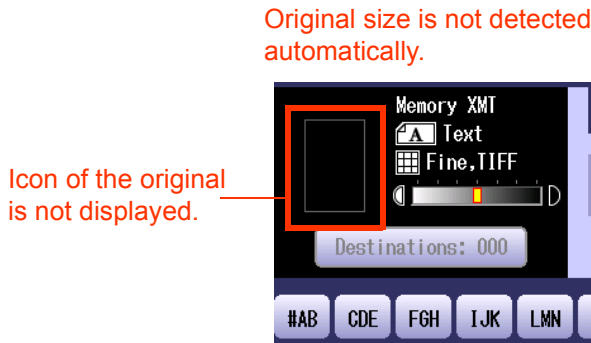 Original size is not detected
automatically.
Memory XMT
A Text
Fine,TIFF
Icon of the original
is not displayed.
Destinations: 000
#AB CDE FGH IJK LMN